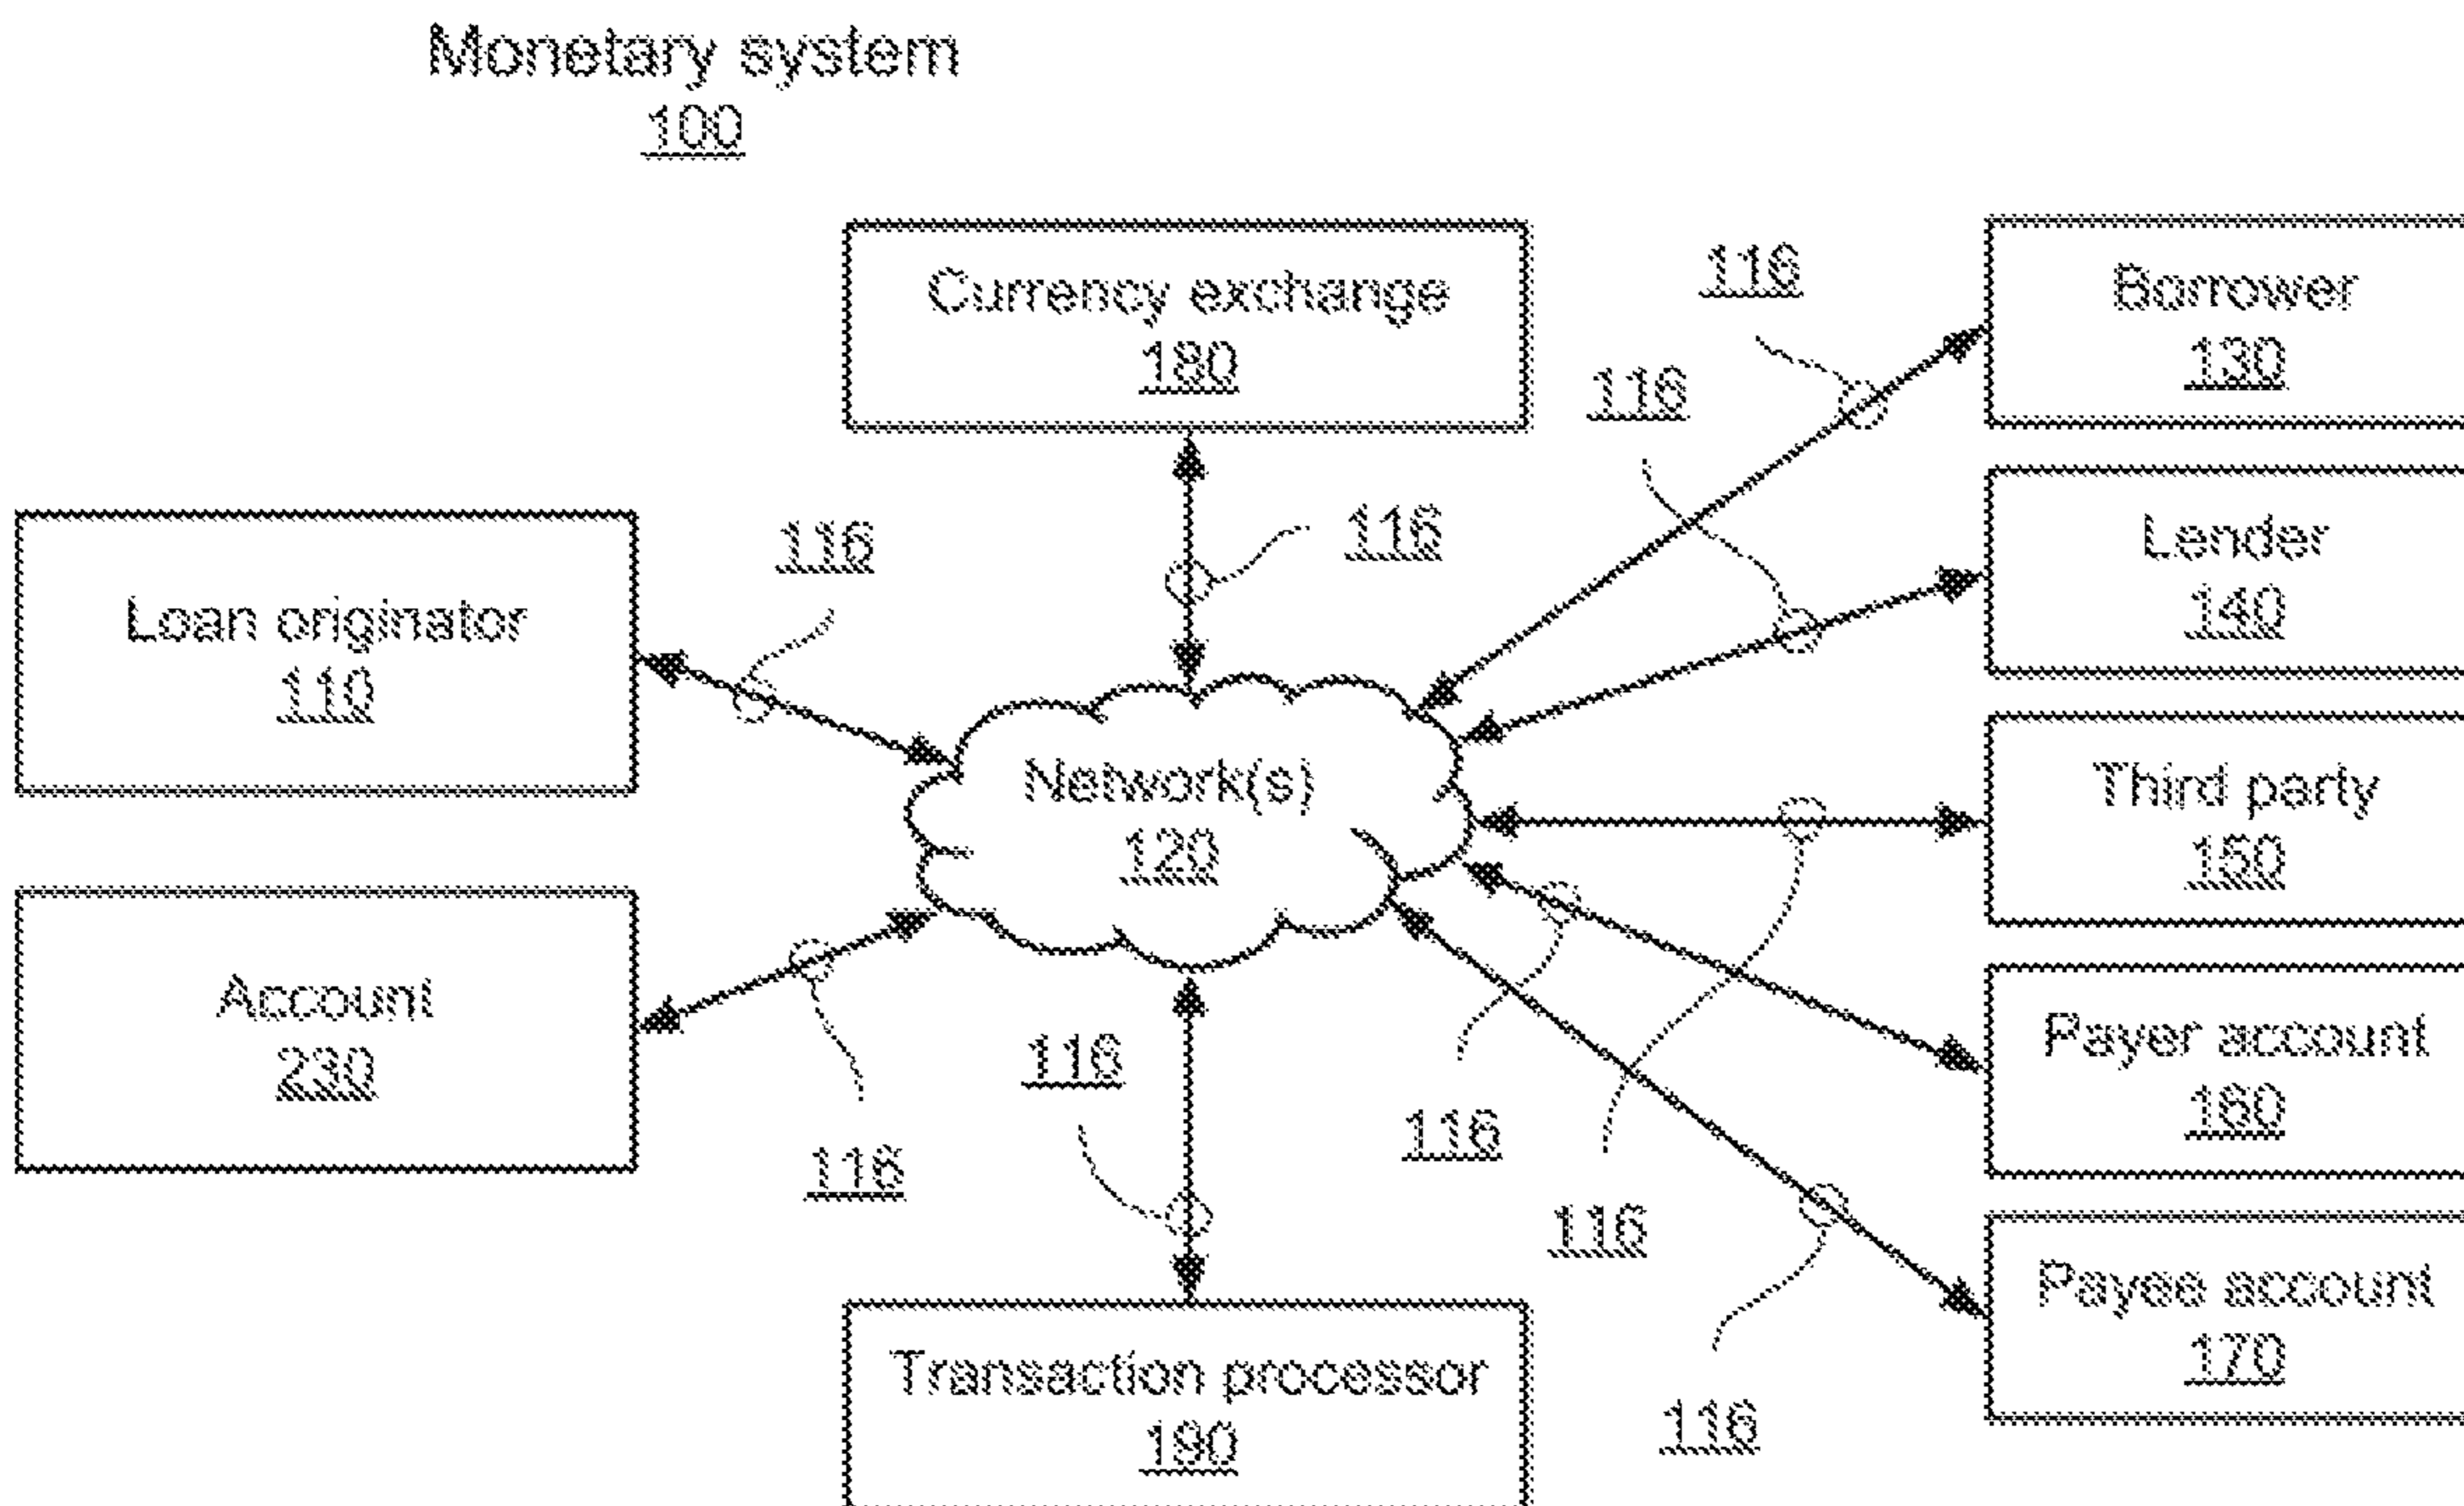 Monetary system
100
Currency exchange
180
116
Borrower
130
116
Lender
140
116
116
Loan originator
110
Network(s)
120
Third party
150
Account
230
116
116
116
116
Payer account
160
Payee account
170
116
Transaction processor
190